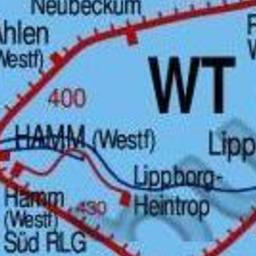 Neubeckum
Ahlen
(Westf)
WT
400
HAMM (Westf)
Lipp
Lippborg-
Heintrop
Hamm
(Westf)
Süd RLG
430